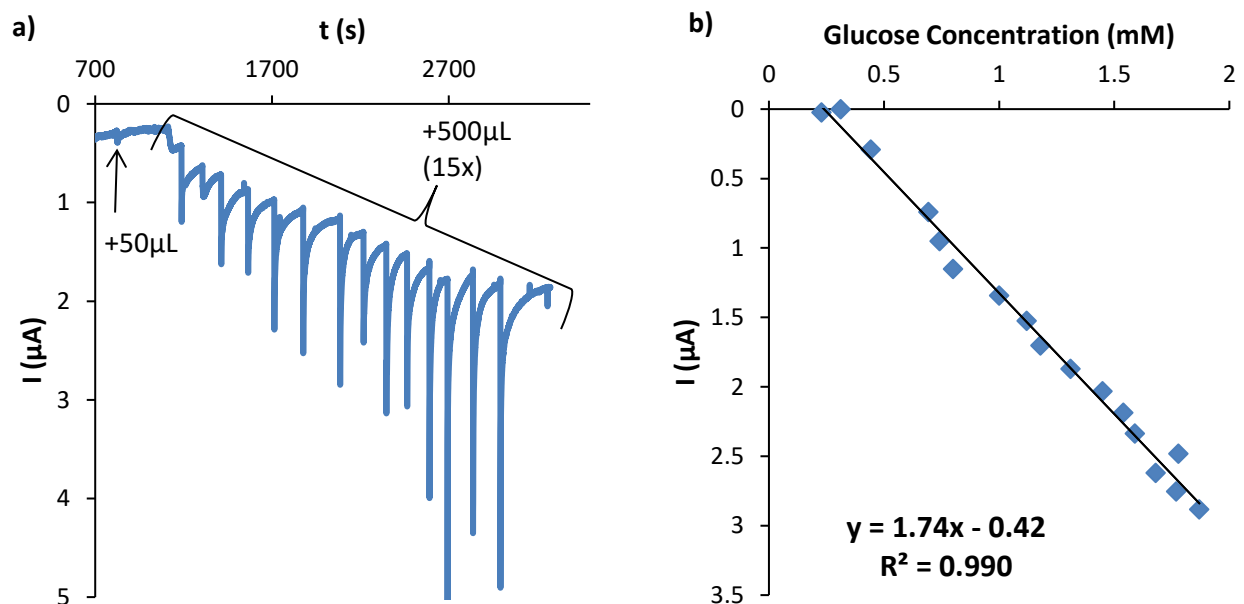 a)
t (s)
700 1700 2700
0
1
2
3
4
5
I (µA)
+50µL
+500µL
(15x)
b)
Glucose Concentration (mM)
0 0.5 1 1.5 2
0
0.5
1
1.5
2
2.5
3
3.5
I (µA)
y = 1.74x - 0.42
R² = 0.990